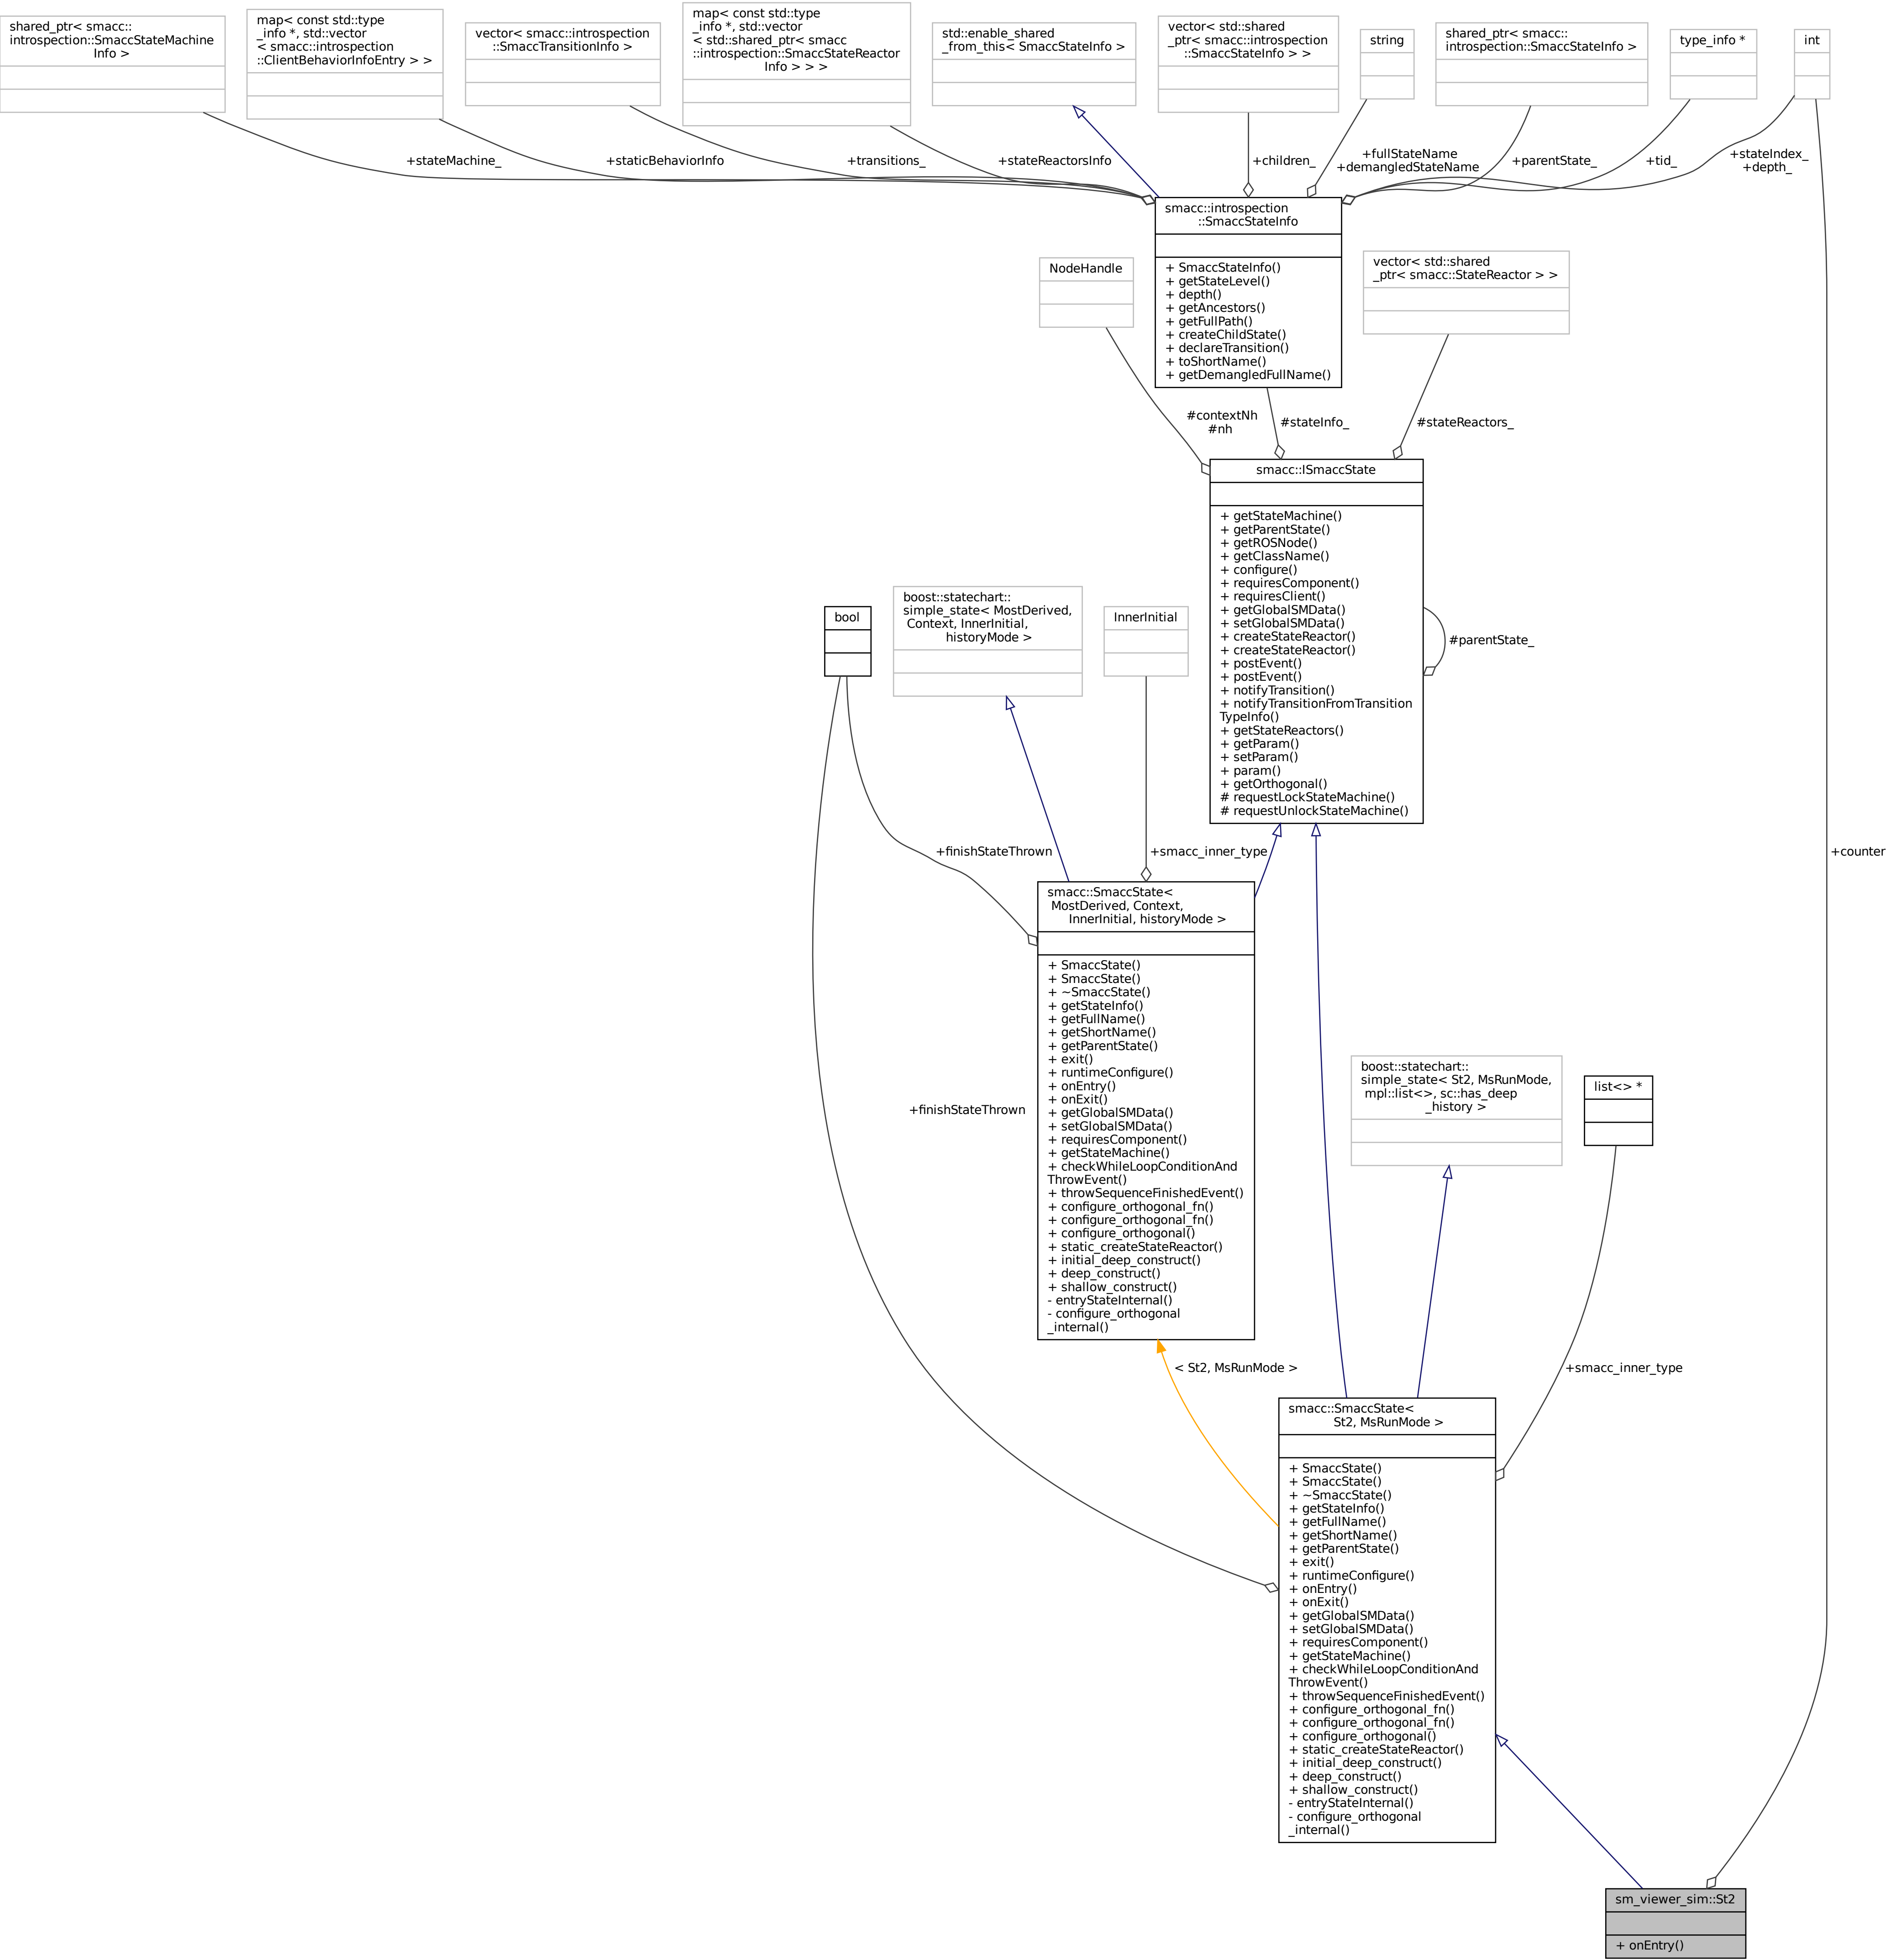 shared_ptr< smacc::
introspection::SmaccStateMachine
Info >
map< const std::type
_info *, std::vector
< smacc::introspection
::ClientBehaviorInfoEntry > >
vector< smacc::introspection
::SmaccTransitionInfo >
map< const std::type
_info *, std::vector
< std::shared_ptr< smacc
::introspection::SmaccStateReactor
Info > > >
std::enable_shared
_from_this< SmaccStateInfo >
vector< std::shared
_ptr< smacc::introspection
::SmaccStateInfo > >
string
shared_ptr< smacc::
introspection::SmaccStateInfo >
type_info *
int
+stateMachine_
+staticBehaviorInfo
+transitions_
+stateReactorsInfo
+children_
+fullStateName
+demangledStateName
+parentState_
+tid_
+stateIndex_
+depth_
smacc::introspection
::SmaccStateInfo
+ SmaccStateInfo()
+ getStateLevel()
+ depth()
+ getAncestors()
+ getFullPath()
+ createChildState()
+ declareTransition()
+ toShortName()
+ getDemangledFullName()
NodeHandle
vector< std::shared
_ptr< smacc::StateReactor > >
#contextNh
#nh
#stateInfo_
#stateReactors_
smacc::ISmaccState
+ getStateMachine()
+ getParentState()
+ getROSNode()
+ getClassName()
+ configure()
+ requiresComponent()
+ requiresClient()
+ getGlobalSMData()
+ setGlobalSMData()
+ createStateReactor()
+ createStateReactor()
+ postEvent()
+ postEvent()
+ notifyTransition()
+ notifyTransitionFromTransition
TypeInfo()
+ getStateReactors()
+ getParam()
+ setParam()
+ param()
+ getOrthogonal()
# requestLockStateMachine()
# requestUnlockStateMachine()
#parentState_
bool
boost::statechart::
simple_state< MostDerived,
Context, InnerInitial,
historyMode >
InnerInitial
+finishStateThrown
+smacc_inner_type
+counter
smacc::SmaccState<
MostDerived, Context,
InnerInitial, historyMode >
+ SmaccState()
+ SmaccState()
+ ~SmaccState()
+ getStateInfo()
+ getFullName()
+ getShortName()
+ getParentState()
+ exit()
+ runtimeConfigure()
+ onEntry()
+ onExit()
+ getGlobalSMData()
+ setGlobalSMData()
+ requiresComponent()
+ getStateMachine()
+ checkWhileLoopConditionAnd
ThrowEvent()
+ throwSequenceFinishedEvent()
+ configure_orthogonal_fn()
+ configure_orthogonal_fn()
+ configure_orthogonal()
+ static_createStateReactor()
+ initial_deep_construct()
+ deep_construct()
+ shallow_construct()
- entryStateInternal()
- configure_orthogonal
_internal()
+finishStateThrown
boost::statechart::
simple_state< St2, MsRunMode,
mpl::list<>, sc::has_deep
_history >
list<> *
< St2, MsRunMode >
+smacc_inner_type
smacc::SmaccState<
St2, MsRunMode >
+ SmaccState()
+ SmaccState()
+ ~SmaccState()
+ getStateInfo()
+ getFullName()
+ getShortName()
+ getParentState()
+ exit()
+ runtimeConfigure()
+ onEntry()
+ onExit()
+ getGlobalSMData()
+ setGlobalSMData()
+ requiresComponent()
+ getStateMachine()
+ checkWhileLoopConditionAnd
ThrowEvent()
+ throwSequenceFinishedEvent()
+ configure_orthogonal_fn()
+ configure_orthogonal_fn()
+ configure_orthogonal()
+ static_createStateReactor()
+ initial_deep_construct()
+ deep_construct()
+ shallow_construct()
- entryStateInternal()
- configure_orthogonal
_internal()
sm_viewer_sim::St2
+ onEntry()